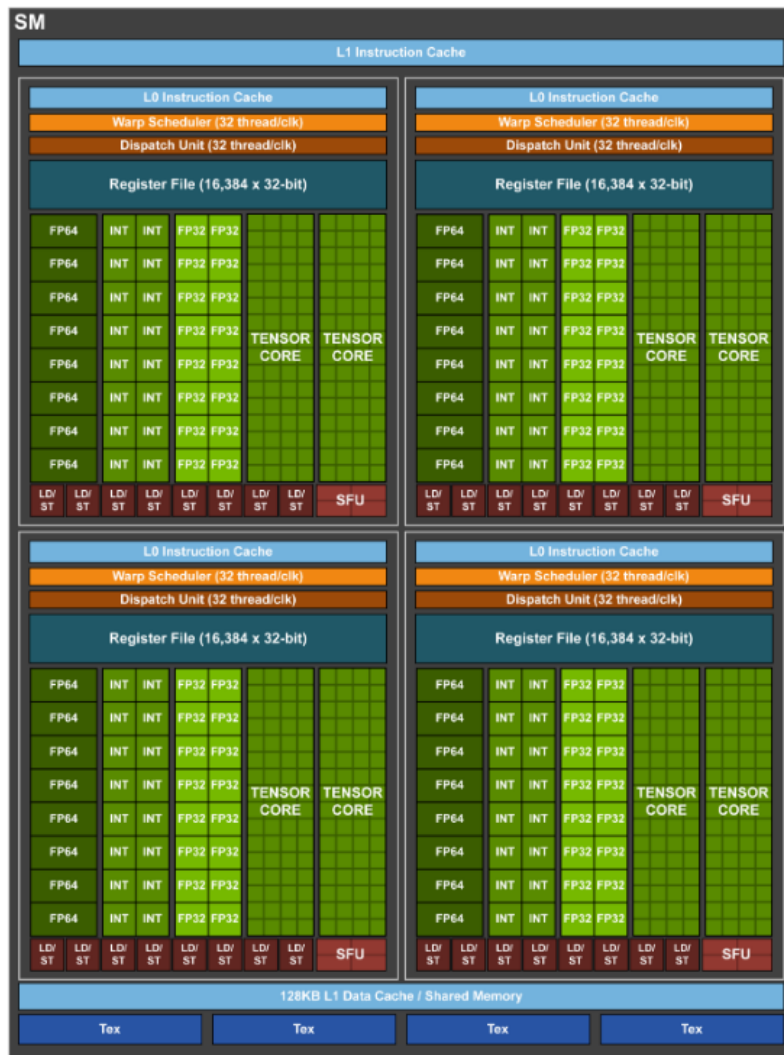 SM
L1 Instruction Cache
L0 Instruction Cache
Warp Scheduler (32 thread/clk)
Dispatch Unit (32 thread/clk)
Register File (16,384 x 32-bit)
FP64 INT INT FP32 FP32
FP64 INT INT FP32 FP32
FP64 INT INT FP32 FP32
FP64 INT INT FP32 FP32
TENSOR CORE TENSOR CORE
FP64 INT INT FP32 FP32
FP64 INT INT FP32 FP32
FP64 INT INT FP32 FP32
FP64 INT INT FP32 FP32
LD/ST LD/ST LD/ST LD/ST LD/ST LD/ST LD/ST LD/ST SFU
L0 Instruction Cache
Warp Scheduler (32 thread/clk)
Dispatch Unit (32 thread/clk)
Register File (16,384 x 32-bit)
FP64 INT INT FP32 FP32
FP64 INT INT FP32 FP32
FP64 INT INT FP32 FP32
FP64 INT INT FP32 FP32
TENSOR CORE TENSOR CORE
FP64 INT INT FP32 FP32
FP64 INT INT FP32 FP32
FP64 INT INT FP32 FP32
FP64 INT INT FP32 FP32
LD/ST LD/ST LD/ST LD/ST LD/ST LD/ST LD/ST LD/ST SFU
L0 Instruction Cache
Warp Scheduler (32 thread/clk)
Dispatch Unit (32 thread/clk)
Register File (16,384 x 32-bit)
FP64 INT INT FP32 FP32
FP64 INT INT FP32 FP32
FP64 INT INT FP32 FP32
FP64 INT INT FP32 FP32
TENSOR CORE TENSOR CORE
FP64 INT INT FP32 FP32
FP64 INT INT FP32 FP32
FP64 INT INT FP32 FP32
FP64 INT INT FP32 FP32
LD/ST LD/ST LD/ST LD/ST LD/ST LD/ST LD/ST LD/ST SFU
L0 Instruction Cache
Warp Scheduler (32 thread/clk)
Dispatch Unit (32 thread/clk)
Register File (16,384 x 32-bit)
FP64 INT INT FP32 FP32
FP64 INT INT FP32 FP32
FP64 INT INT FP32 FP32
FP64 INT INT FP32 FP32
TENSOR CORE TENSOR CORE
FP64 INT INT FP32 FP32
FP64 INT INT FP32 FP32
FP64 INT INT FP32 FP32
FP64 INT INT FP32 FP32
LD/ST LD/ST LD/ST LD/ST LD/ST LD/ST LD/ST LD/ST SFU
128KB L1 Data Cache / Shared Memory
Tex Tex Tex Tex